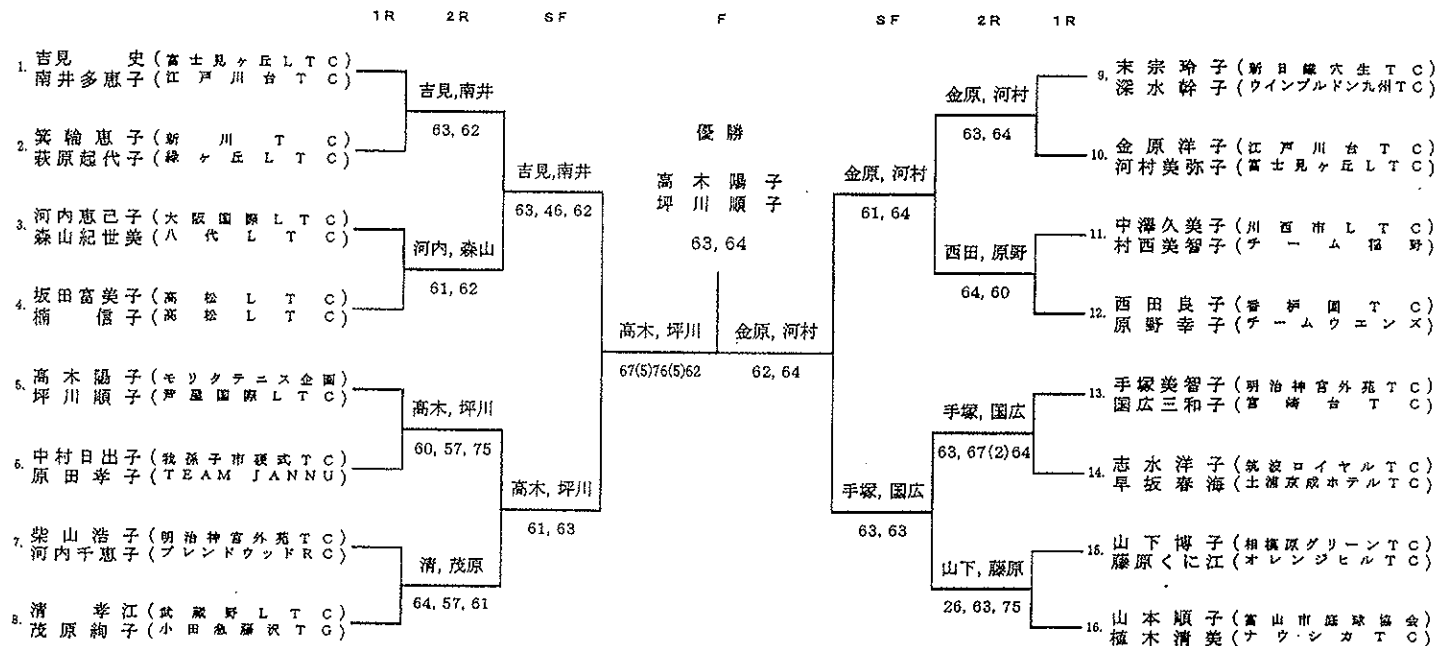 1R 2R SF F SF 2R 1R
1. 吉見 史 (富士見ヶ丘LTC)
南井多恵子 (江戸川台TC)
吉見, 南井
63, 62
2. 箕輪恵子 (新川TC)
萩原起代子 (緑ヶ丘LTC)
吉見, 南井
63, 46, 62
3. 河内恵己子 (大阪国際LTC)
森山紀世美 (八代LTC)
河内, 森山
61, 62
4. 坂田富美子 (高松LTC)
楠 信子 (高松LTC)
高木, 坪川
67(5)76(5)62
5. 高木陽子 (モリタテニス企画)
坪川順子 (芦屋国際LTC)
高木, 坪川
60, 57, 75
6. 中村日出子 (我孫子市硬式TC)
原田孝子 (TEAM JANNU)
高木, 坪川
61, 63
7. 柴山浩子 (明治神宮外苑TC)
河内千恵子 (ブレンドウッドRC)
清, 茂原
64, 57, 61
8. 清 孝江 (武蔵野LTC)
茂原絢子 (小田急藤沢TG)
優勝
高木陽子
坪川順子
63, 64
9. 末宗玲子 (新日鐵穴生TC)
深水幹子 (ウインブルドン九州TC)
金原, 河村
63, 64
10. 金原洋子 (江戸川台TC)
河村美弥子 (富士見ヶ丘LTC)
金原, 河村
61, 64
11. 中澤久美子 (川西市LTC)
村西美智子 (チーム稲野)
西田, 原野
64, 60
12. 西田良子 (香枦園TC)
原野幸子 (チームウエンズ)
金原, 河村
62, 64
13. 手塚美智子 (明治神宮外苑TC)
国広三和子 (宮崎台TC)
手塚, 国広
63, 67(2)64
14. 志水洋子 (筑波ロイヤルTC)
早坂春海 (土浦京成ホテルTC)
手塚, 国広
63, 63
15. 山下博子 (相模原グリーンTC)
藤原くに江 (オレンジヒルTC)
山下, 藤原
26, 63, 75
16. 山本順子 (富山市庭球協会)
植木清美 (ナウ・シカTC)